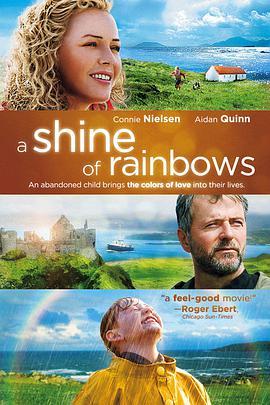 Connie Nielsen Aidan Quinn
a shine
of rainbows
An abandoned child brings the colors of love into their lives.
"a feel-good movie!"
—Roger Ebert,
Chicago Sun-Times